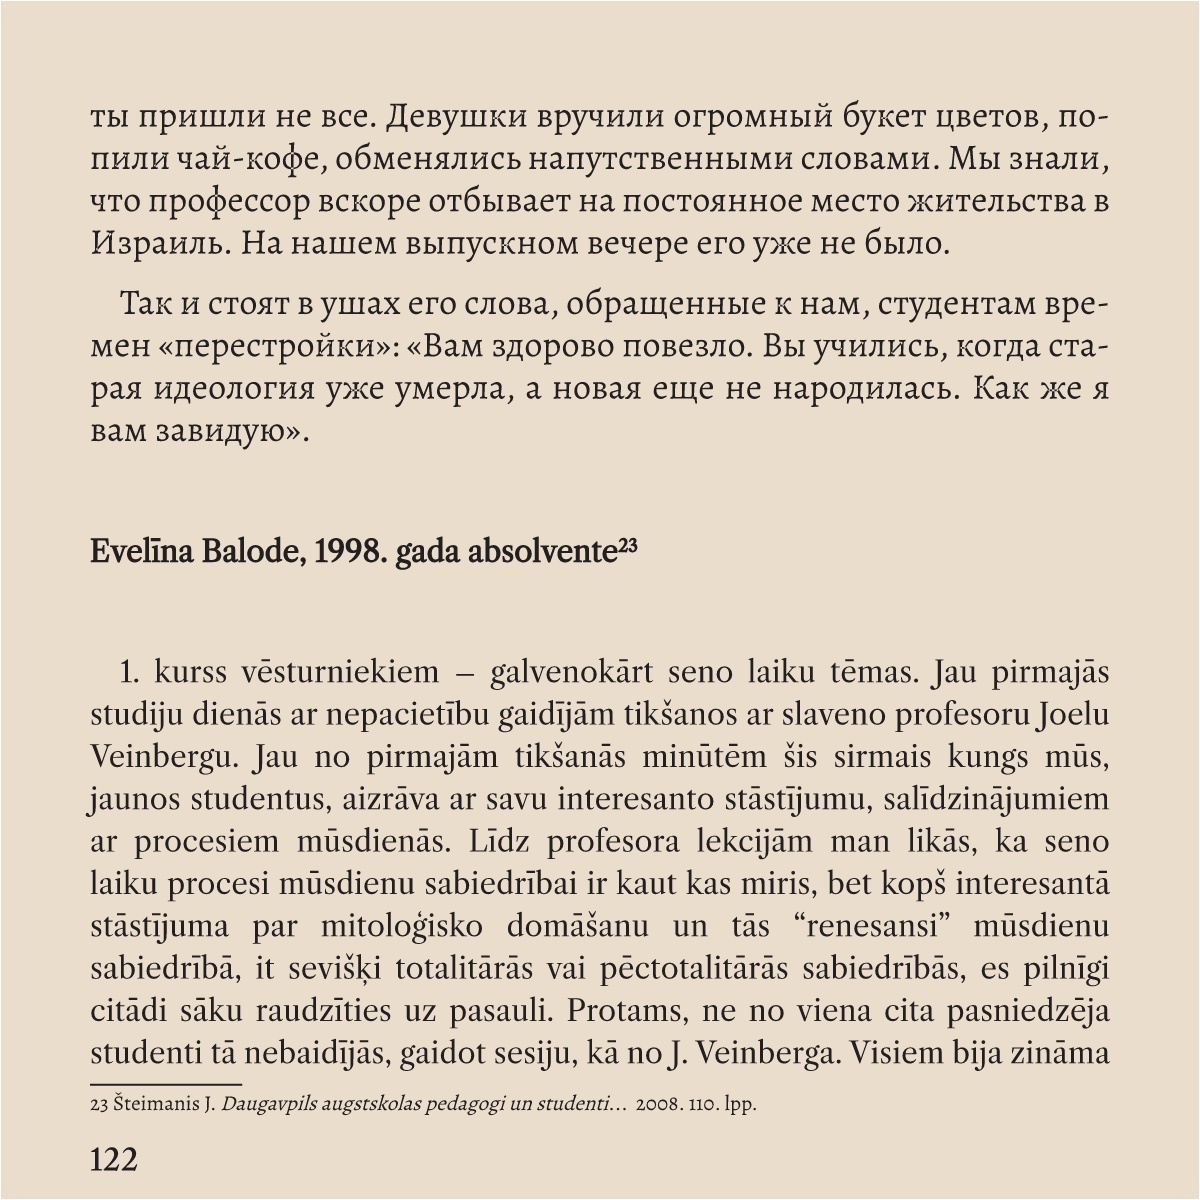 ты пришли не все. Девушки вручили огромный букет цветов, по-
пили чай-кофе, обменялись напутственными словами. Мы знали,
что профессор вскоре отбывает на постоянное место жительства в
Израиль. На нашем выпускном вечере его уже не было.
Так и стоят в ушах его слова, обращенные к нам, студентам вре-
мен «перестройки»: «Вам здорово повезло. Вы учились, когда ста-
рая идеология уже умерла, а новая еще не народилась. Как же я
вам завидую».
Evelīna Balode, 1998. gada absolvente²³
1. kurss vēsturniekiem – galvenokārt seno laiku tēmas. Jau pirmajās
studiju dienās ar nepacietību gaidījām tikšanos ar slaveno profesoru Joelu
Veinbergu. Jau no pirmajām tikšanās minūtēm šis sirmais kungs mūs,
jaunos studentus, aizrāva ar savu interesanto stāstījumu, salīdzinājumiem
ar procesiem mūsdienās. Līdz profesora lekcijām man likās, ka seno
laiku procesi mūsdienu sabiedrībai ir kaut kas miris, bet kopš interesantā
stāstījuma par mitoloģisko domāšanu un tās “renesansi” mūsdienu
sabiedrībā, it sevišķi totalitārās vai pēctotalitārās sabiedrībās, es pilnīgi
citādi sāku raudzīties uz pasauli. Protams, ne no viena cita pasniedzēja
studenti tā nebaidījās, gaidot sesiju, kā no J. Veinberga. Visiem bija zināma
23 Šteimanis J. Daugavpils augstskolas pedagogi un studenti… 2008. 110. lpp.
122